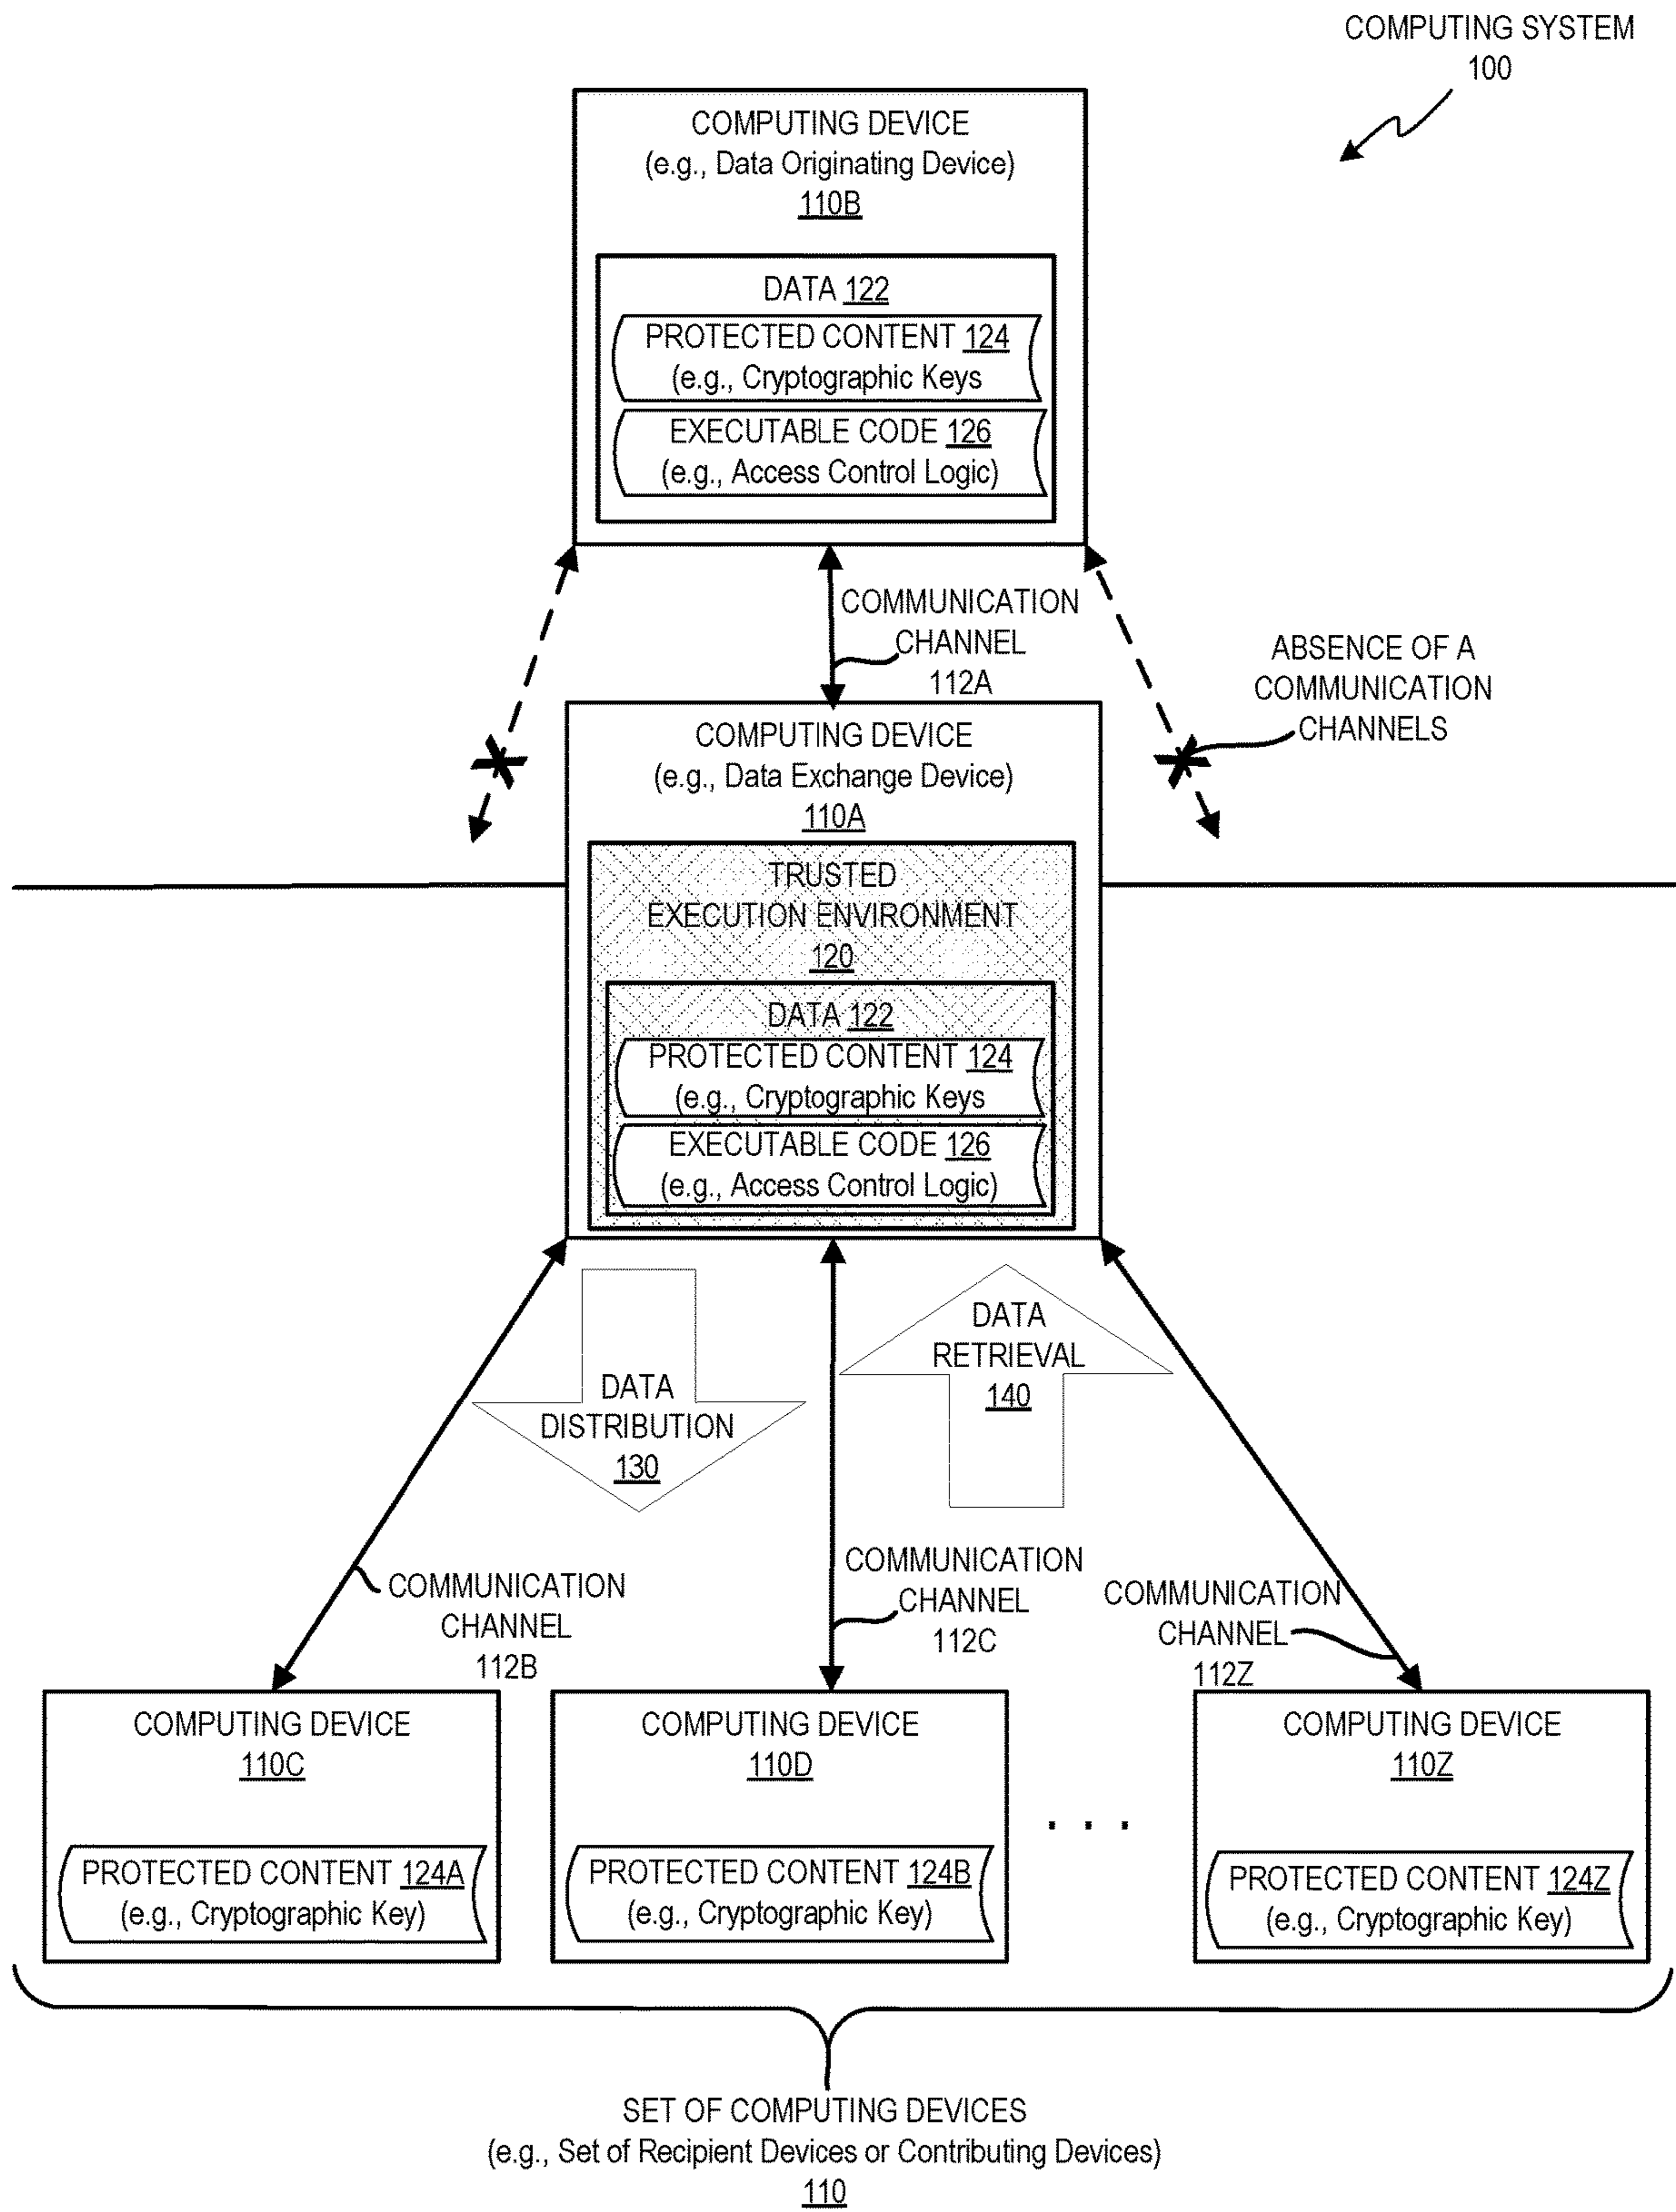 COMPUTING SYSTEM
100
COMPUTING DEVICE
(e.g., Data Originating Device)
110B
DATA 122
PROTECTED CONTENT 124
(e.g., Cryptographic Keys
EXECUTABLE CODE 126
(e.g., Access Control Logic)
COMMUNICATION
CHANNEL
112A
ABSENCE OF A
COMMUNICATION
CHANNELS
COMPUTING DEVICE
(e.g., Data Exchange Device)
110A
TRUSTED
EXECUTION ENVIRONMENT
120
DATA 122
PROTECTED CONTENT 124
(e.g., Cryptographic Keys
EXECUTABLE CODE 126
(e.g., Access Control Logic)
DATA
DISTRIBUTION
130
DATA
RETRIEVAL
140
COMMUNICATION
CHANNEL
112B
COMMUNICATION
CHANNEL
112C
COMMUNICATION
CHANNEL
112Z
COMPUTING DEVICE
110C
PROTECTED CONTENT 124A
(e.g., Cryptographic Key)
COMPUTING DEVICE
110D
PROTECTED CONTENT 124B
(e.g., Cryptographic Key)
. . .
COMPUTING DEVICE
110Z
PROTECTED CONTENT 124Z
(e.g., Cryptographic Key)
SET OF COMPUTING DEVICES
(e.g., Set of Recipient Devices or Contributing Devices)
110